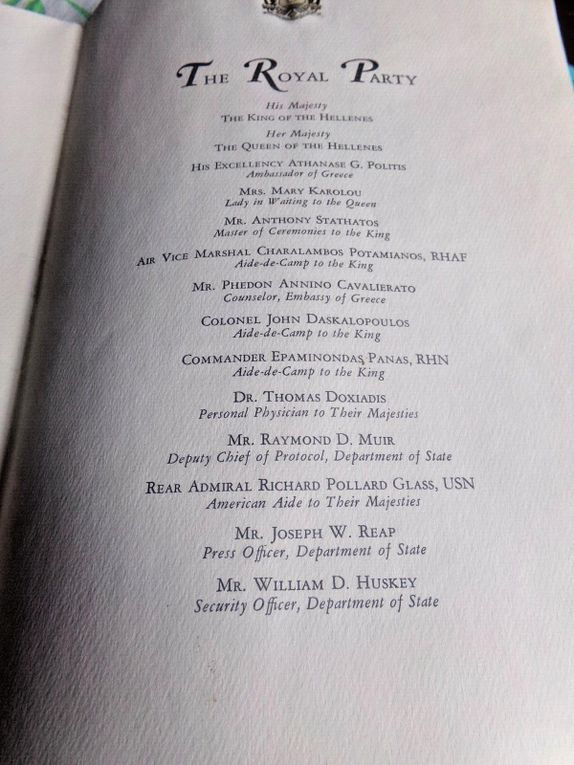 The Royal Party
His Majesty
The King of the Hellenes
Her Majesty
The Queen of the Hellenes
His Excellency Athanase G. Politis
Ambassador of Greece
Mrs. Mary Karolou
Lady in Waiting to the Queen
Mr. Anthony Stathatos
Master of Ceremonies to the King
Air Vice Marshal Charalambos Potamianos, RHAF
Aide-de-Camp to the King
Mr. Phedon Annino Cavalierato
Counselor, Embassy of Greece
Colonel John Daskalopoulos
Aide-de-Camp to the King
Commander Epaminondas Panas, RHN
Aide-de-Camp to the King
Dr. Thomas Doxiadis
Personal Physician to Their Majesties
Mr. Raymond D. Muir
Deputy Chief of Protocol, Department of State
Rear Admiral Richard Pollard Glass, USN
American Aide to Their Majesties
Mr. Joseph W. Reap
Press Officer, Department of State
Mr. William D. Huskey
Security Officer, Department of State